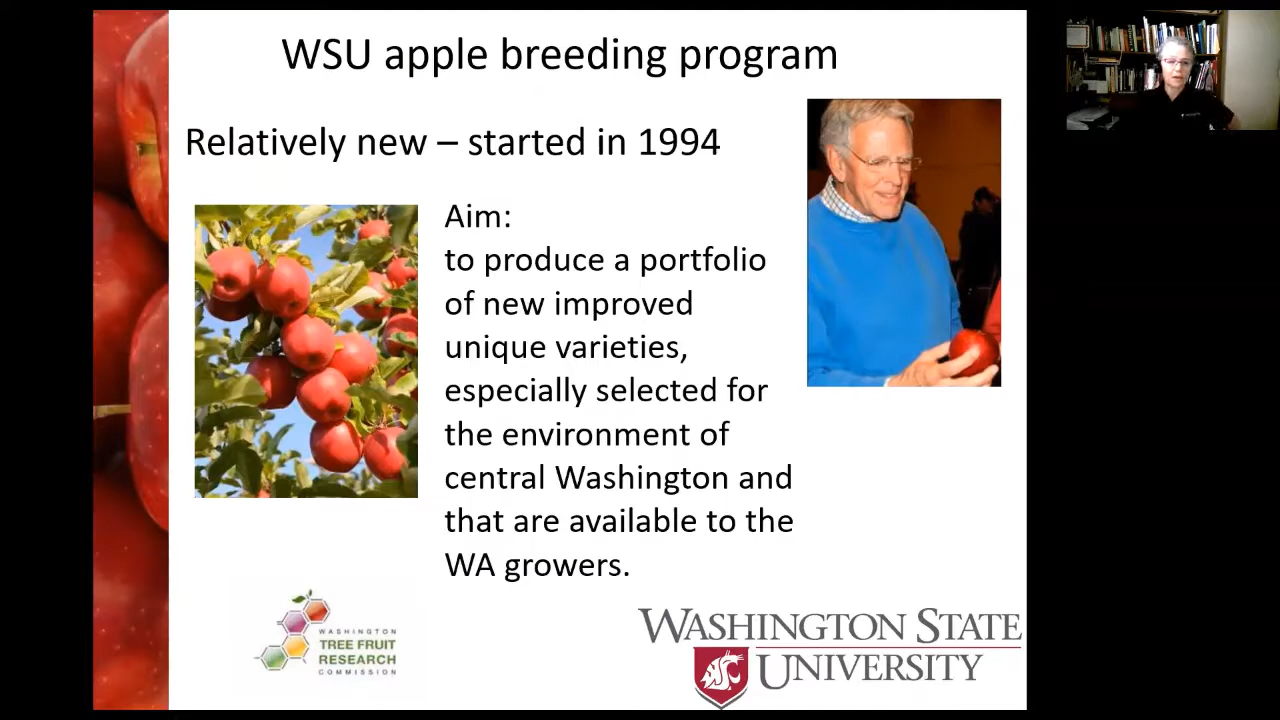 WSU apple breeding program
Relatively new – started in 1994
Aim:
to produce a portfolio
of new improved
unique varieties,
especially selected for
the environment of
central Washington and
that are available to the
WA growers.
WASHINGTON
TREE FRUIT
RESEARCH
COMMISSION
WASHINGTON STATE
UNIVERSITY